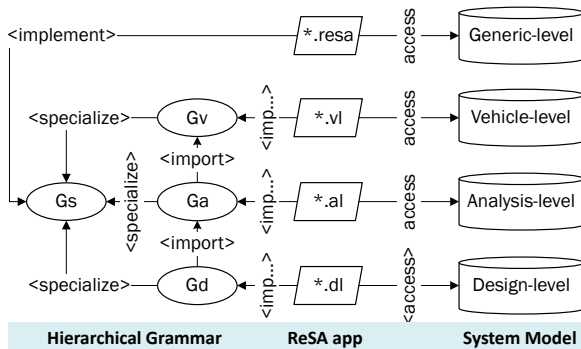 <implement>
*.resa
access
Generic-level
<specialize>
Gv
<imp...>
*.vl
access
Vehicle-level
<import>
Gs
<specialize>
Ga
<imp...>
*.al
access
Analysis-level
<import>
<specialize>
Gd
<imp...>
*.dl
<access>
Design-level
Hierarchical Grammar
ReSA app
System Model